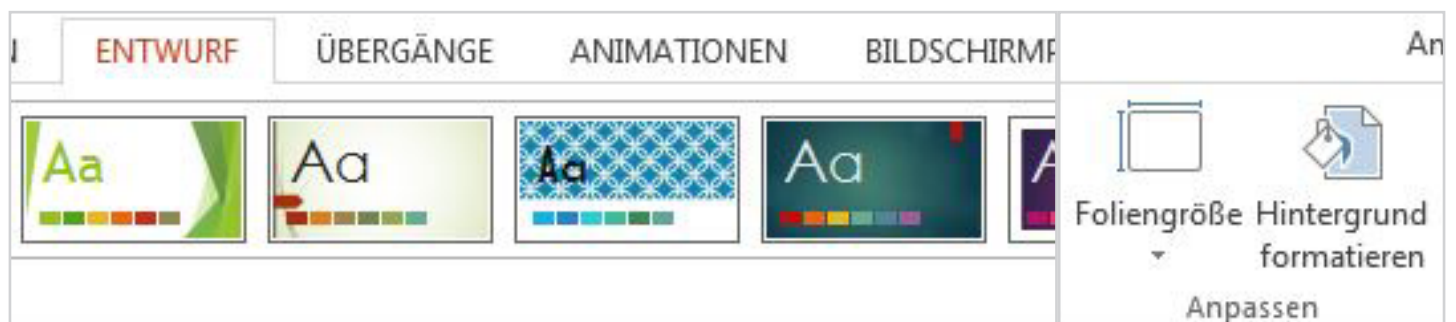 ENTWURF ÜBERGÄNGE ANIMATIONEN
Aa Aa Aa Aa
Foliengröße Hintergrund
formatieren
Anpassen